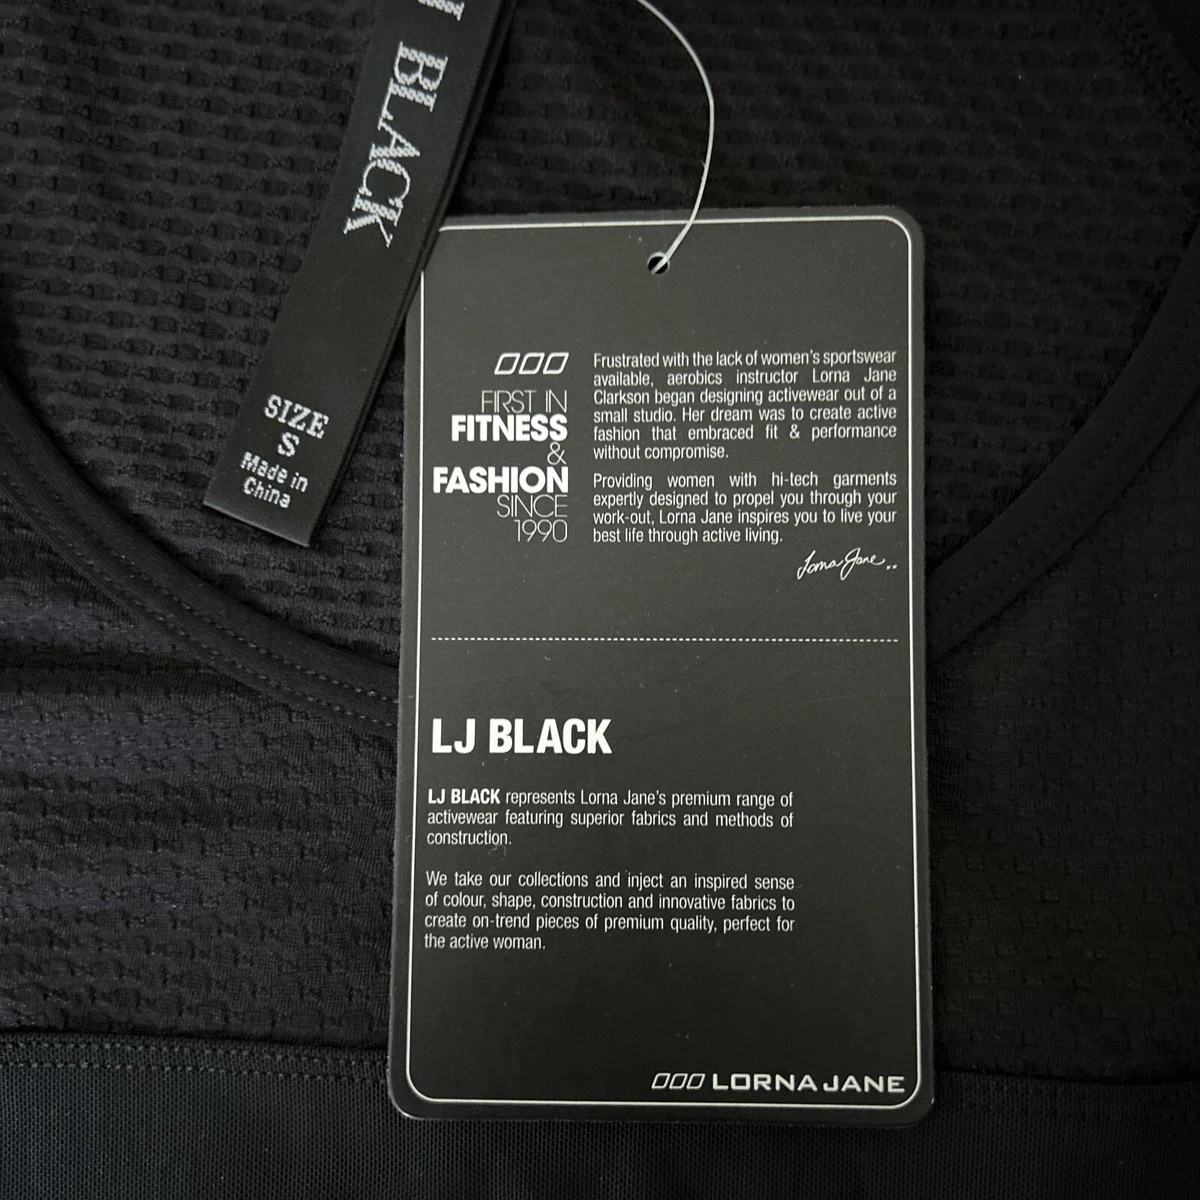 BLACK
SIZE
S
Made in
China
FIRST IN
FITNESS
&
FASHION
SINCE
1990
Frustrated with the lack of women's sportswear
available, aerobics instructor Lorna Jane
Clarkson began designing activewear out of a
small studio. Her dream was to create active
fashion that embraced fit & performance
without compromise.
Providing women with hi-tech garments
expertly designed to propel you through your
work-out, Lorna Jane inspires you to live your
best life through active living.
Lorna Jane..
LJ BLACK
LJ BLACK represents Lorna Jane's premium range of
activewear featuring superior fabrics and methods of
construction.
We take our collections and inject an inspired sense
of colour, shape, construction and innovative fabrics to
create on-trend pieces of premium quality, perfect for
the active woman.
LORNA JANE